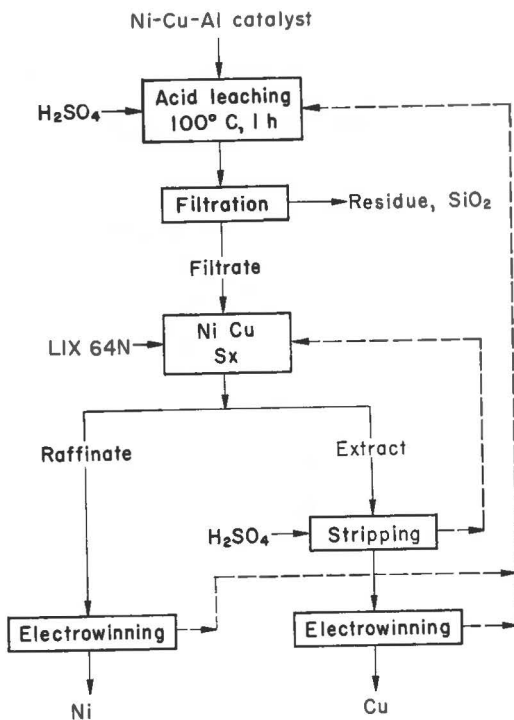 Ni-Cu-Al catalyst
H₂SO₄
Acid leaching
100° C, 1 h
Filtration
Residue, SiO₂
Filtrate
LIX 64N
Ni Cu
Sx
Raffinate
Extract
H₂SO₄
Stripping
Electrowinning
Electrowinning
Ni
Cu